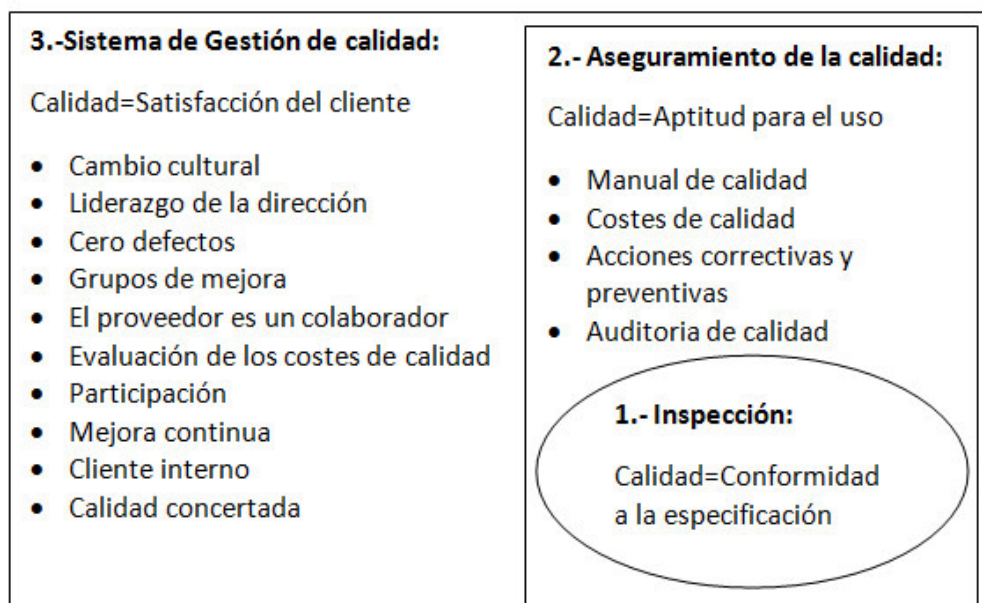 3.-Sistema de Gestión de calidad:
Calidad=Satisfacción del cliente
• Cambio cultural
• Liderazgo de la dirección
• Cero defectos
• Grupos de mejora
• El proveedor es un colaborador
• Evaluación de los costes de calidad
• Participación
• Mejora continua
• Cliente interno
• Calidad concertada
2.- Aseguramiento de la calidad:
Calidad=Aptitud para el uso
• Manual de calidad
• Costes de calidad
• Acciones correctivas y
preventivas
• Auditoria de calidad
1.- Inspección:
Calidad=Conformidad
a la especificación